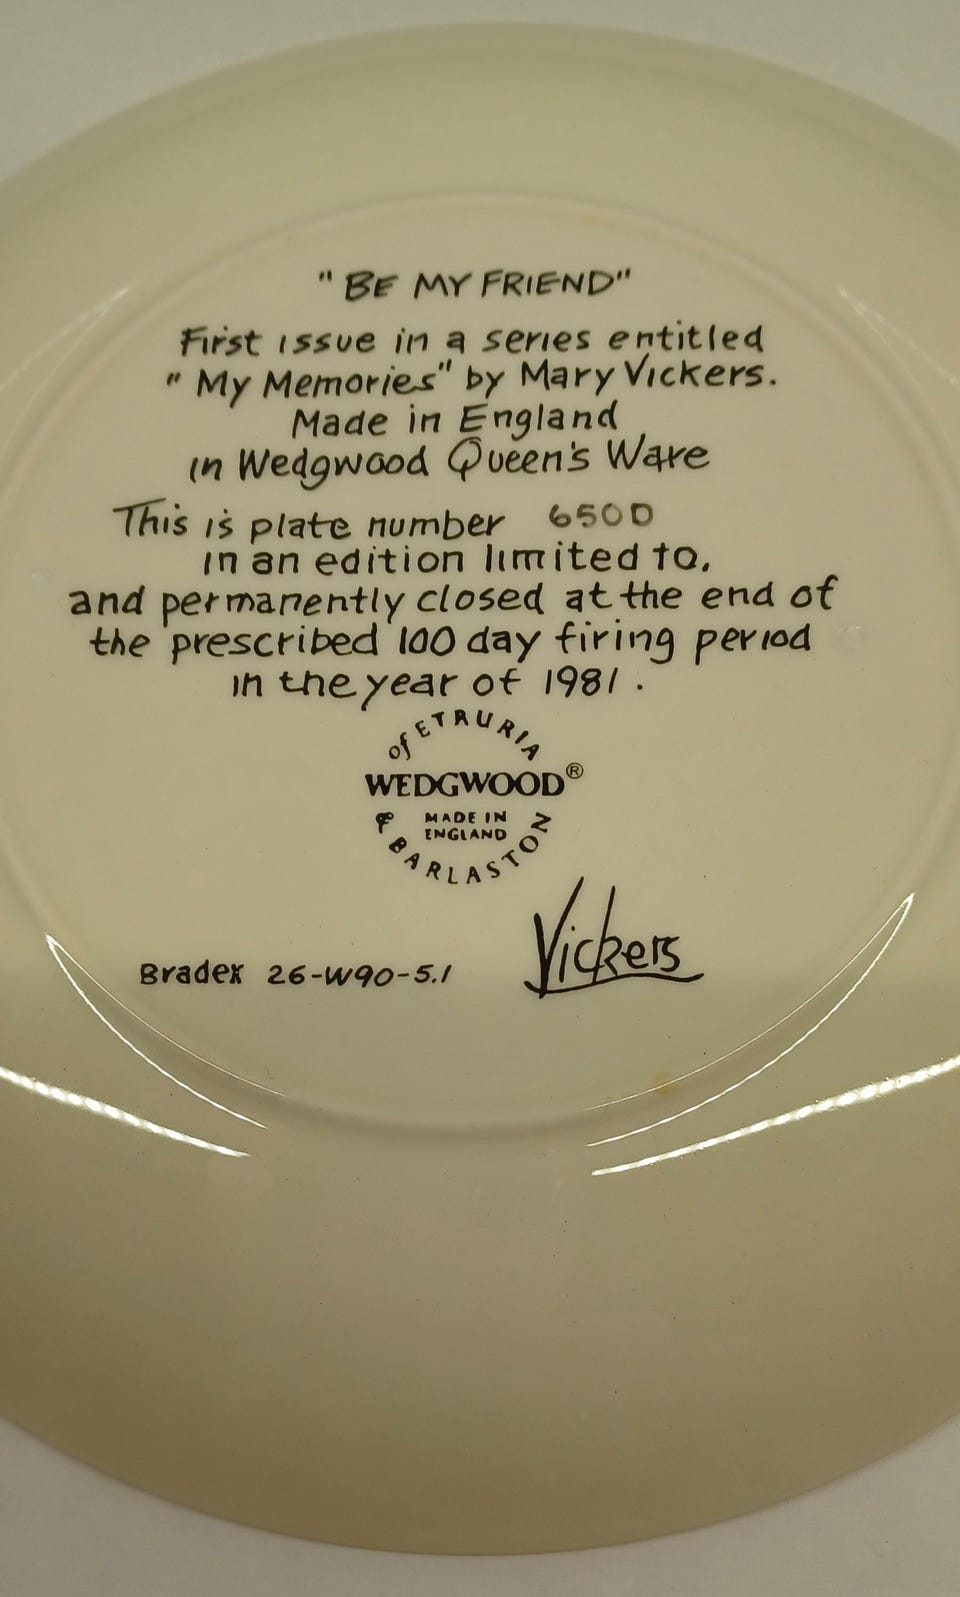 "BE MY FRIEND"
First issue in a series entitled
"My Memories" by Mary Vickers.
Made in England
in Wedgwood Queen's Ware
This is plate number 650D
in an edition limited to,
and permanently closed at the end of
the prescribed 100 day firing period
in the year of 1981.
of ETRURIA
WEDGWOOD®
MADE IN
ENGLAND
& BARLASTON
Vickers
Bradex 26-W90-5.1